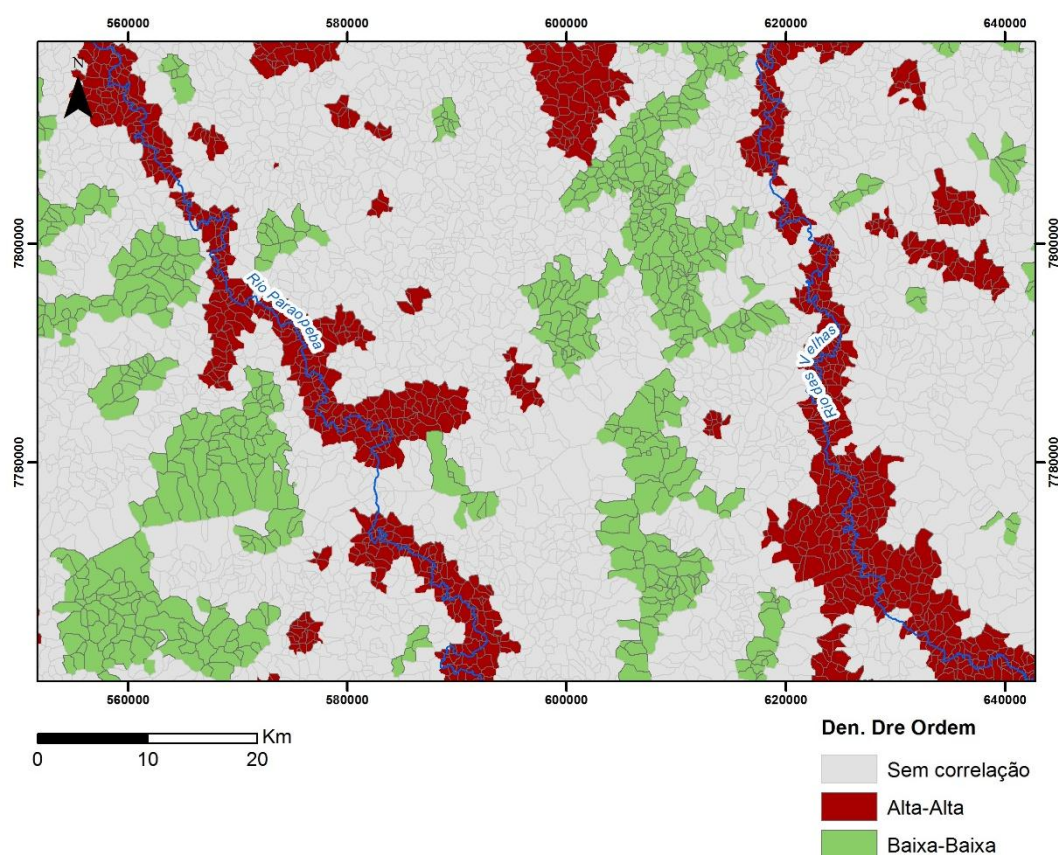 560000 580000 600000 620000 640000
N
7800000 7800000
Rio Paraopeba
Rio das Velhas
7780000 7780000
560000 580000 600000 620000 640000
Km
0 10 20
Den. Dre Ordem
Sem correlação
Alta-Alta
Baixa-Baixa